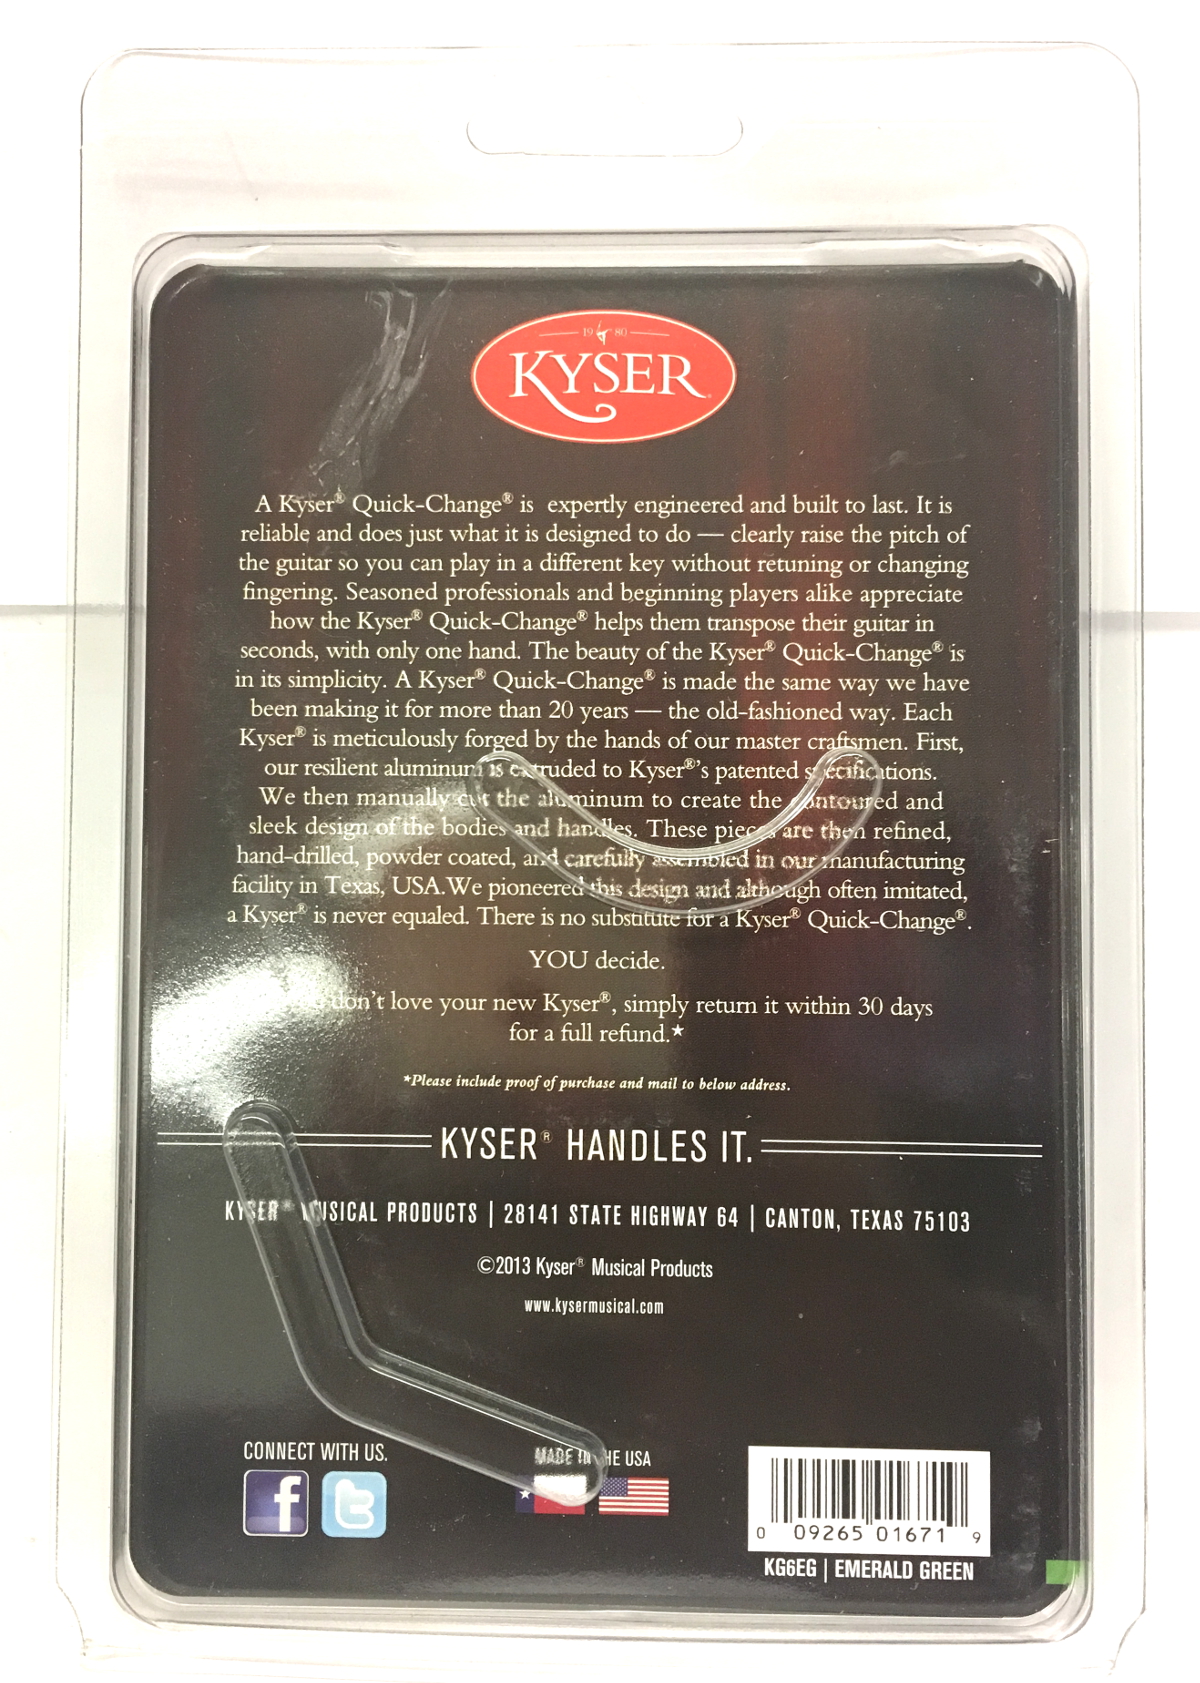 19 80
KYSER
A Kyser® Quick-Change® is expertly engineered and built to last. It is
reliable and does just what it is designed to do — clearly raise the pitch of
the guitar so you can play in a different key without retuning or changing
fingering. Seasoned professionals and beginning players alike appreciate
how the Kyser® Quick-Change® helps them transpose their guitar in
seconds, with only one hand. The beauty of the Kyser® Quick-Change® is
in its simplicity. A Kyser® Quick-Change® is made the same way we have
been making it for more than 20 years — the old-fashioned way. Each
Kyser® is meticulously forged by the hands of our master craftsmen. First,
our resilient aluminum is extruded to Kyser®'s patented specifications.
We then manually cut the aluminum to create the contoured and
sleek design of the bodies and handles. These pieces are then refined,
hand-drilled, powder coated, and carefully assembled in our manufacturing
facility in Texas, USA.We pioneered this design and although often imitated,
a Kyser® is never equaled. There is no substitute for a Kyser® Quick-Change®.
YOU decide.
don't love your new Kyser®, simply return it within 30 days
for a full refund.★
*Please include proof of purchase and mail to below address.
KYSER® HANDLES IT.
KYSER® MUSICAL PRODUCTS | 28141 STATE HIGHWAY 64 | CANTON, TEXAS 75103
©2013 Kyser® Musical Products
www.kysermusical.com
CONNECT WITH US.
MADE IN THE USA
0 09265 01671 9
KG6EG | EMERALD GREEN